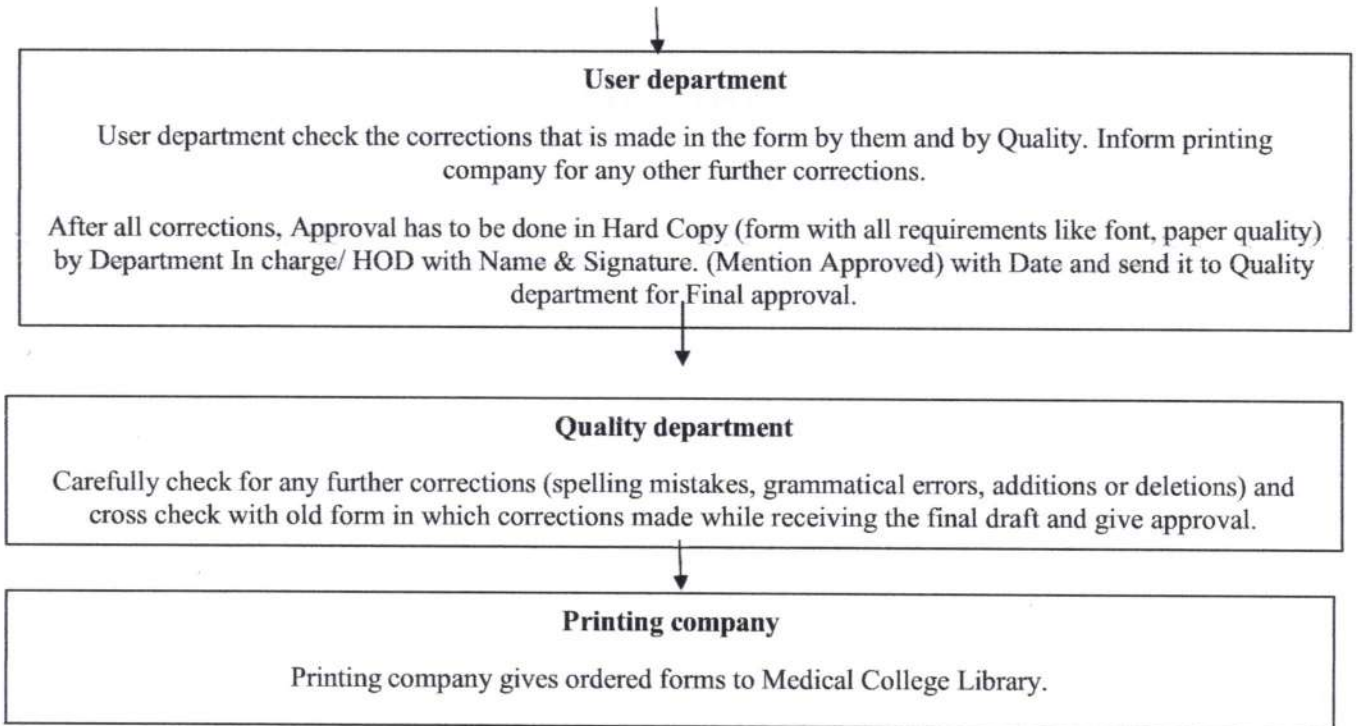 User department
User department check the corrections that is made in the form by them and by Quality. Inform printing
company for any other further corrections.
After all corrections, Approval has to be done in Hard Copy (form with all requirements like font, paper quality)
by Department In charge/ HOD with Name & Signature. (Mention Approved) with Date and send it to Quality
department for Final approval.
Quality department
Carefully check for any further corrections (spelling mistakes, grammatical errors, additions or deletions) and
cross check with old form in which corrections made while receiving the final draft and give approval.
Printing company
Printing company gives ordered forms to Medical College Library.